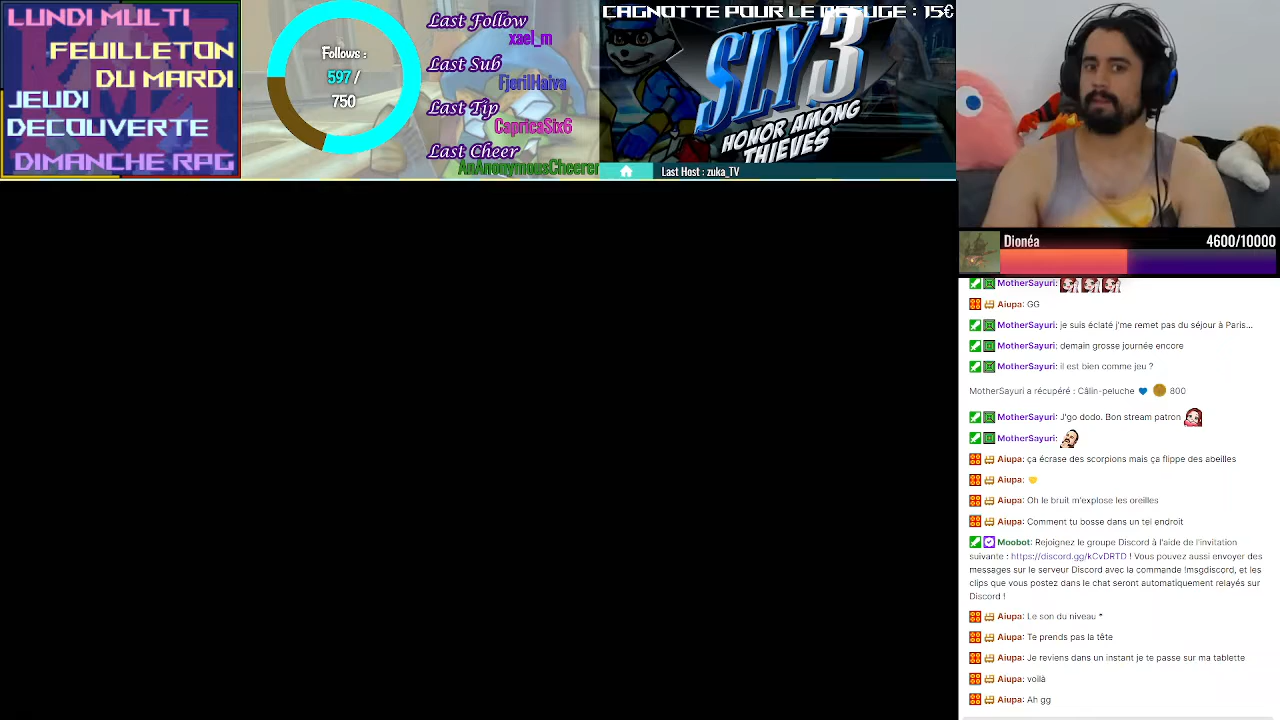 LUNDI MULTI
FEUILLETON
DU MARDI
JEUDI
DECOUVERTE
DIMANCHE RPG
Follows :
597 /
750
Last Follow
xael_m
Last Sub
FjorilHaiva
Last Tip
CapricaSix6
Last Cheer
AnAnonymousCheerer
CAGNOTTE POUR LE REFUGE : 15€
SLY 3
HONOR AMONG
THIEVES
Last Host : zuka_TV
Dionéa
4600/10000
MotherSayuri:
Aiupa: GG
MotherSayuri: je suis éclaté j'me remet pas du séjour à Paris...
MotherSayuri: demain grosse journée encore
MotherSayuri: il est bien comme jeu ?
MotherSayuri a récupéré : Câlin-peluche 800
MotherSayuri: J'go dodo. Bon stream patron
MotherSayuri:
Aiupa: ça écrase des scorpions mais ça flippe des abeilles
Aiupa:
Aiupa: Oh le bruit m'explose les oreilles
Aiupa: Comment tu bosse dans un tel endroit
Moobot: Rejoignez le groupe Discord à l'aide de l'invitation
suivante : https://discord.gg/kCvDRTD ! Vous pouvez aussi envoyer des
messages sur le serveur Discord avec la commande !msgdiscord, et les
clips que vous postez dans le chat seront automatiquement relayés sur
Discord !
Aiupa: Le son du niveau *
Aiupa: Te prends pas la tête
Aiupa: Je reviens dans un instant je te passe sur ma tablette
Aiupa: voilà
Aiupa: Ah gg